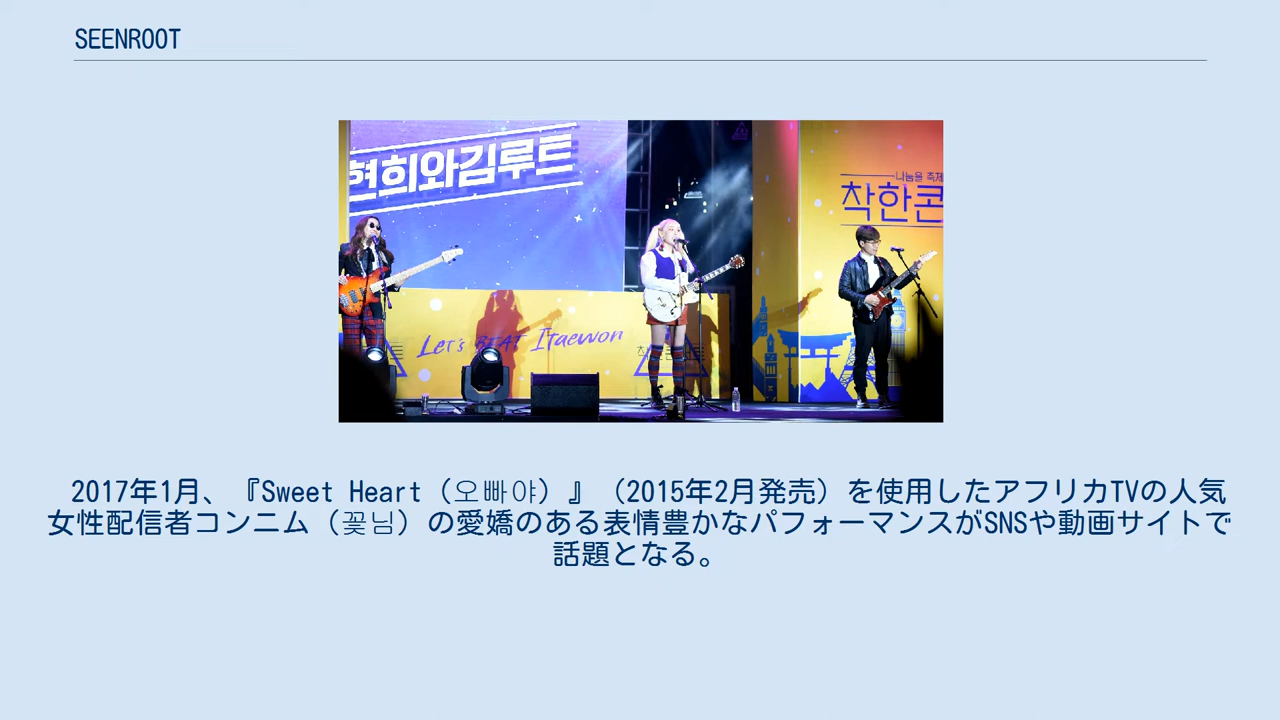 SEENROOT
현희와김루트
나눔을 축제
착한콘
Let's BEAT Itaewon
2017年1月、『Sweet Heart（오빠야）』（2015年2月発売）を使用したアフリカTVの人気
女性配信者コンニム（꽃님）の愛嬌のある表情豊かなパフォーマンスがSNSや動画サイトで
話題となる。